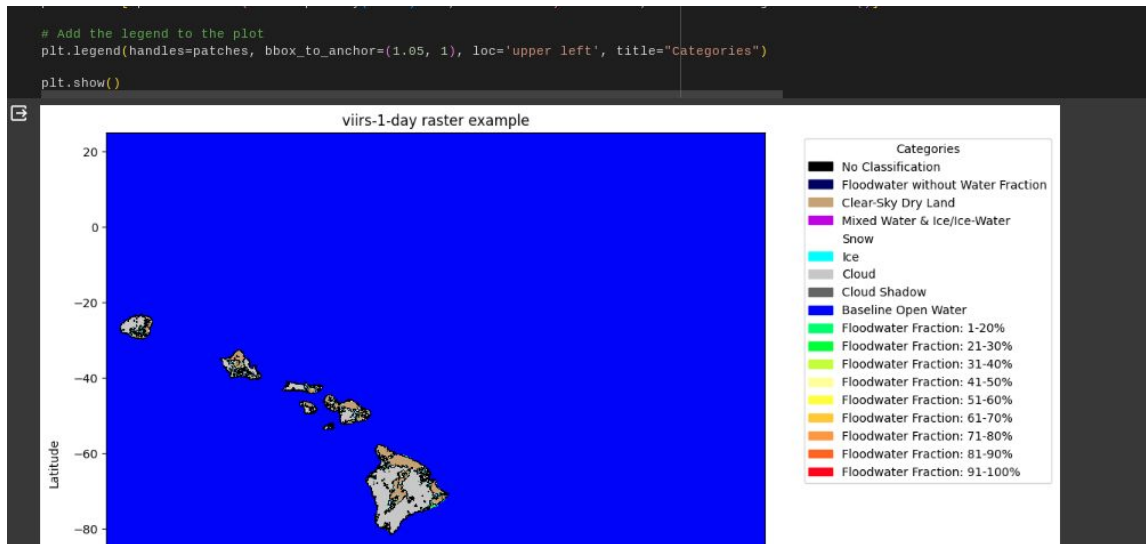 # Add the legend to the plot
plt.legend(handles=patches, bbox_to_anchor=(1.05, 1), loc='upper left', title="Categories")
plt.show()
viirs-1-day raster example
20
0
−20
−40
−60
−80
Latitude
Categories
No Classification
Floodwater without Water Fraction
Clear-Sky Dry Land
Mixed Water & Ice/Ice-Water
Snow
Ice
Cloud
Cloud Shadow
Baseline Open Water
Floodwater Fraction: 1-20%
Floodwater Fraction: 21-30%
Floodwater Fraction: 31-40%
Floodwater Fraction: 41-50%
Floodwater Fraction: 51-60%
Floodwater Fraction: 61-70%
Floodwater Fraction: 71-80%
Floodwater Fraction: 81-90%
Floodwater Fraction: 91-100%